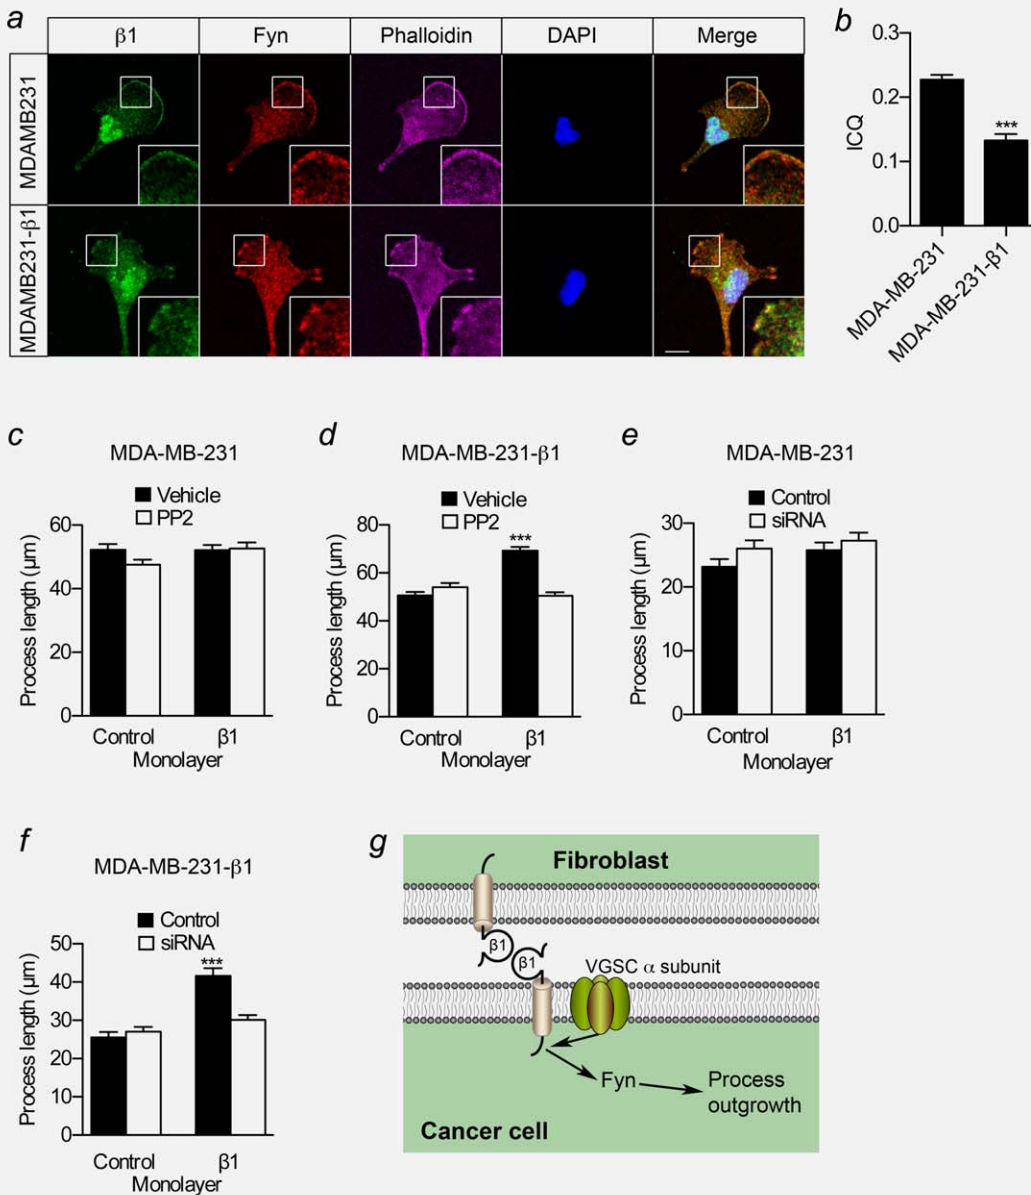 a
β1
Fyn
Phalloidin
DAPI
Merge
MDAMB231
MDAMB231-β1
b
ICQ
0.3
0.2
0.1
0.0
MDA-MB-231
***
MDA-MB-231-β1
c
MDA-MB-231
Vehicle
PP2
Process length (µm)
60
40
20
0
Control
β1
Monolayer
d
MDA-MB-231-β1
Vehicle
PP2
***
Process length (µm)
80
60
40
20
0
Control
β1
Monolayer
e
MDA-MB-231
Control
siRNA
Process length (µm)
30
20
10
0
Control
β1
Monolayer
f
MDA-MB-231-β1
Control
siRNA
***
Process length (µm)
50
40
30
20
10
0
Control
β1
Monolayer
g
Fibroblast
β1
β1
VGSC α subunit
Fyn
Process
outgrowth
Cancer cell